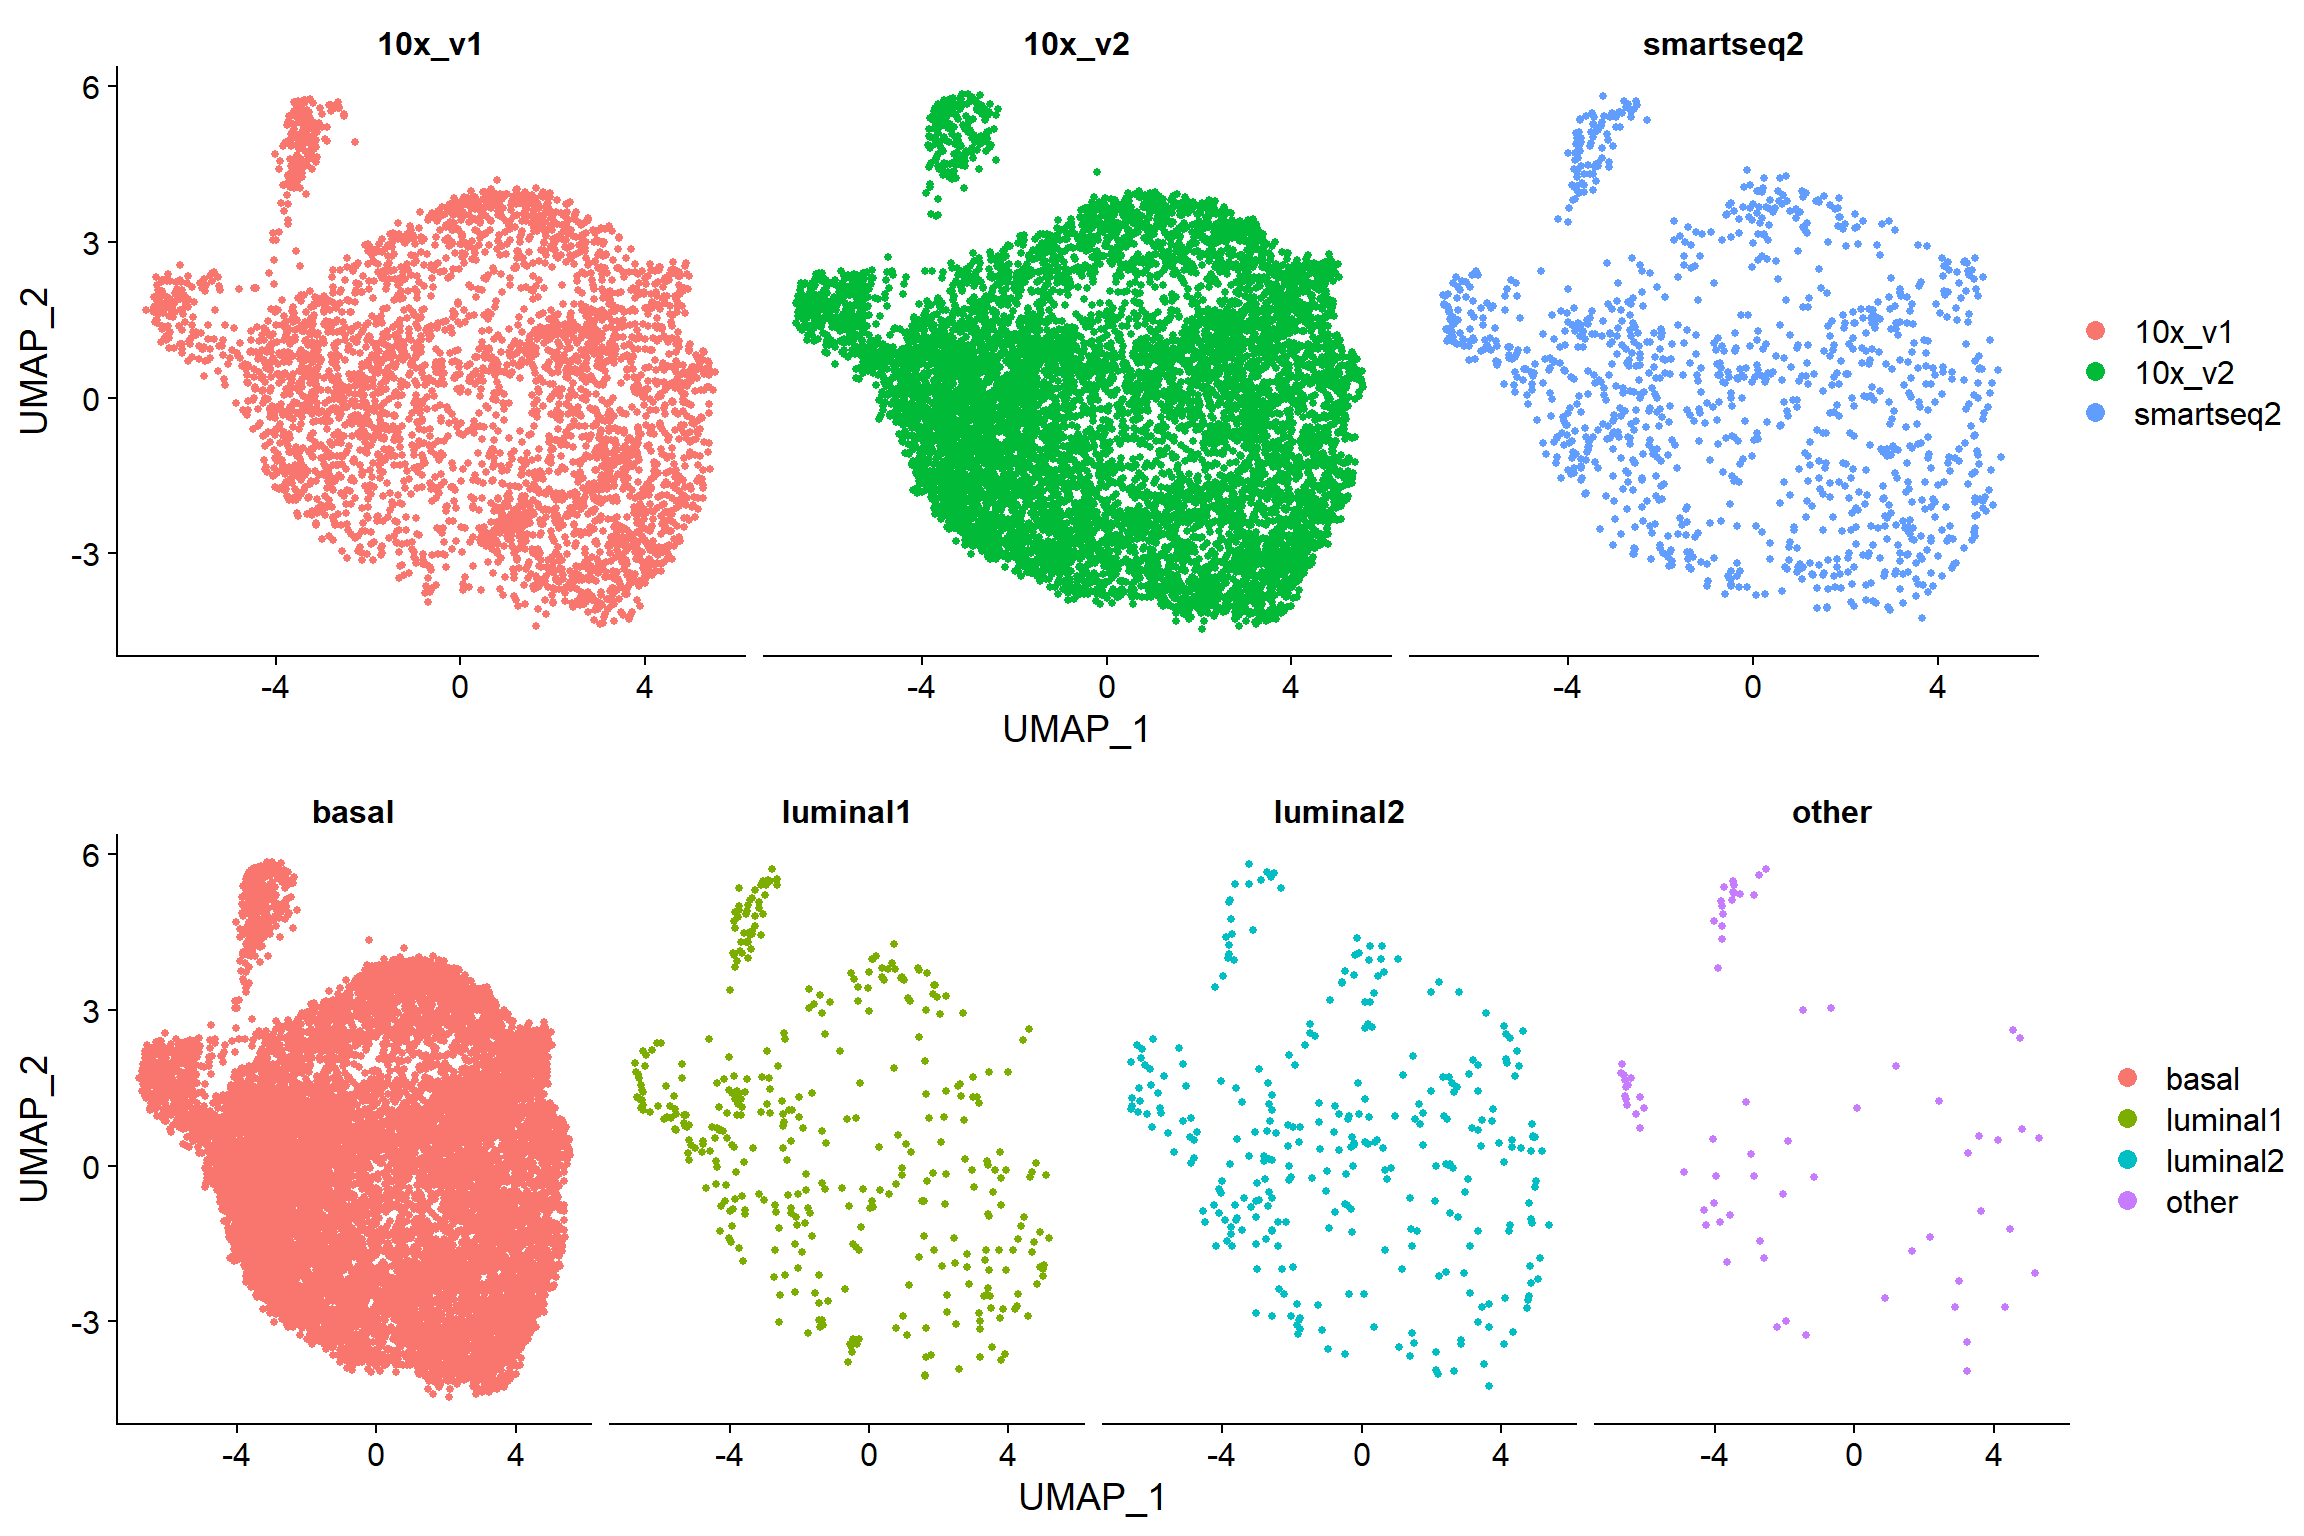 10x_v1 10x_v2 smartseq2
6
3
0
-3
UMAP_2
-4 0 4 -4 0 4 -4 0 4
UMAP_1
10x_v1
10x_v2
smartseq2
basal luminal1 luminal2 other
6
3
0
-3
UMAP_2
-4 0 4 -4 0 4 -4 0 4 -4 0 4
UMAP_1
basal
luminal1
luminal2
other